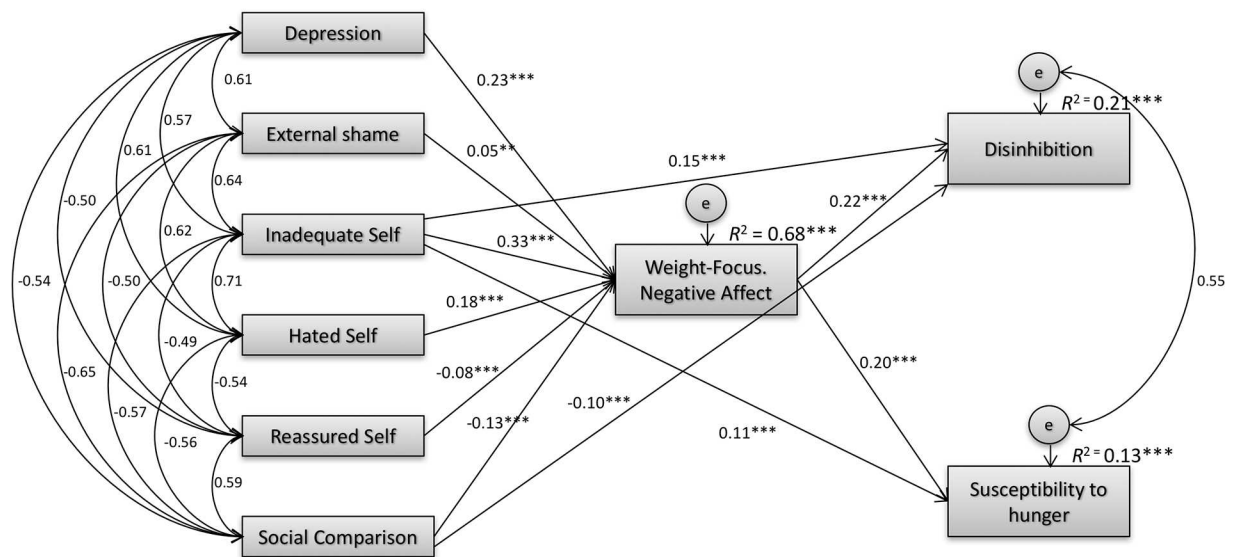 Depression
0.61
0.23***
e
R² = 0.21***
External shame
0.57
0.61
0.05**
0.15***
Disinhibition
0.64
-0.50
e
0.22***
Inadequate Self
0.62
R² = 0.68***
0.33***
Weight-Focus.
Negative Affect
-0.54
-0.50
0.71
0.55
0.18***
Hated Self
-0.49
0.20***
-0.65
-0.54
-0.08***
-0.57
-0.10***
-0.13***
e
Reassured Self
-0.56
0.11***
R² = 0.13***
0.59
Susceptibility to
hunger
Social Comparison